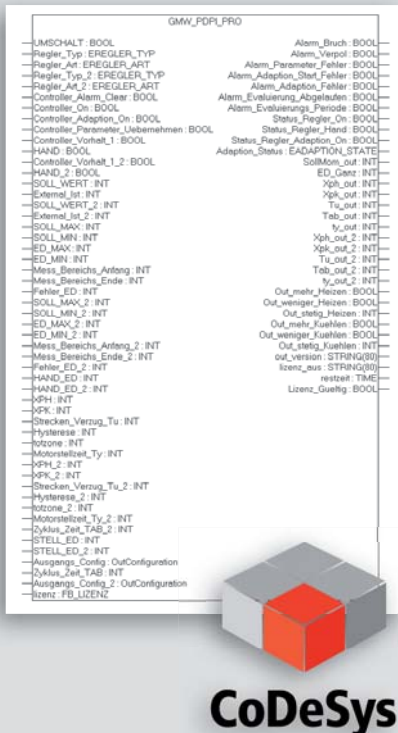 GMW_PDPI_PRO
UMSCHALT : BOOL
Regler_Typ : EREGLER_TYP
Regler_Art : EREGLER_ART
Regler_Typ_2 : EREGLER_TYP
Regler_Art_2 : EREGLER_ART
Controller_Alarm_Clear : BOOL
Controller_On : BOOL
Controller_Adaption_On : BOOL
Controller_Parameter_Uebernehmen : BOOL
Controller_Vorhalt_1 : BOOL
HAND : BOOL
Controller_Vorhalt_1_2 : BOOL
HAND_2 : BOOL
SOLL_WERT : INT
External_Ist : INT
SOLL_WERT_2 : INT
External_Ist_2 : INT
SOLL_MAX : INT
SOLL_MIN : INT
ED_MAX : INT
ED_MIN : INT
Mess_Bereichs_Anfang : INT
Mess_Bereichs_Ende : INT
Fehler_ED : INT
SOLL_MAX_2 : INT
SOLL_MIN_2 : INT
ED_MAX_2 : INT
ED_MIN_2 : INT
Mess_Bereichs_Anfang_2 : INT
Mess_Bereichs_Ende_2 : INT
Fehler_ED_2 : INT
HAND_ED : INT
HAND_ED_2 : INT
XPH : INT
XPK : INT
Strecken_Verzug_Tu : INT
Hysterese : INT
totzone : INT
Motorstellzeit_Ty : INT
XPH_2 : INT
XPK_2 : INT
Strecken_Verzug_Tu_2 : INT
Hysterese_2 : INT
totzone_2 : INT
Motorstellzeit_Ty_2 : INT
Zyklus_Zeit_TAB_2 : INT
STELL_ED : INT
STELL_ED_2 : INT
Ausgangs_Config : OutConfiguration
Zyklus_Zeit_TAB : INT
Ausgangs_Config_2 : OutConfiguration
lizenz : FB_LIZENZ
Alarm_Bruch : BOOL
Alarm_Verpol : BOOL
Alarm_Parameter_Fehler : BOOL
Alarm_Adaption_Start_Fehler : BOOL
Alarm_Adaption_Fehler : BOOL
Alarm_Evaluierung_Abgelaufen : BOOL
Alarm_Evaluierungs_Periode : BOOL
Status_Regler_On : BOOL
Status_Regler_Hand : BOOL
Status_Regler_Adaption_On : BOOL
Adaption_Status : EADAPTION_STATE
SollMom_out : INT
ED_Ganz : INT
Xph_out : INT
Xpk_out : INT
Tu_out : INT
Tab_out : INT
ty_out : INT
Xph_out_2 : INT
Xpk_out_2 : INT
Tu_out_2 : INT
Tab_out_2 : INT
ty_out_2 : INT
Out_mehr_Heizen : BOOL
Out_weniger_Heizen : BOOL
Out_stetig_Heizen : INT
Out_mehr_Kuehlen : BOOL
Out_weniger_Kuehlen : BOOL
Out_stetig_Kuehlen : INT
out_version : STRING(80)
lizenz_aus : STRING(80)
restzeit : TIME
Lizenz_Gueltig : BOOL
CoDeSys